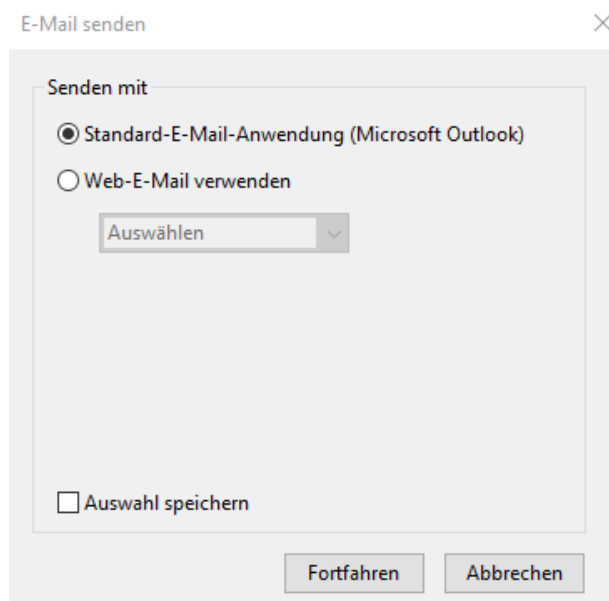 E-Mail senden
Senden mit
Standard-E-Mail-Anwendung (Microsoft Outlook)
Web-E-Mail verwenden
Auswählen
Auswahl speichern
Fortfahren Abbrechen